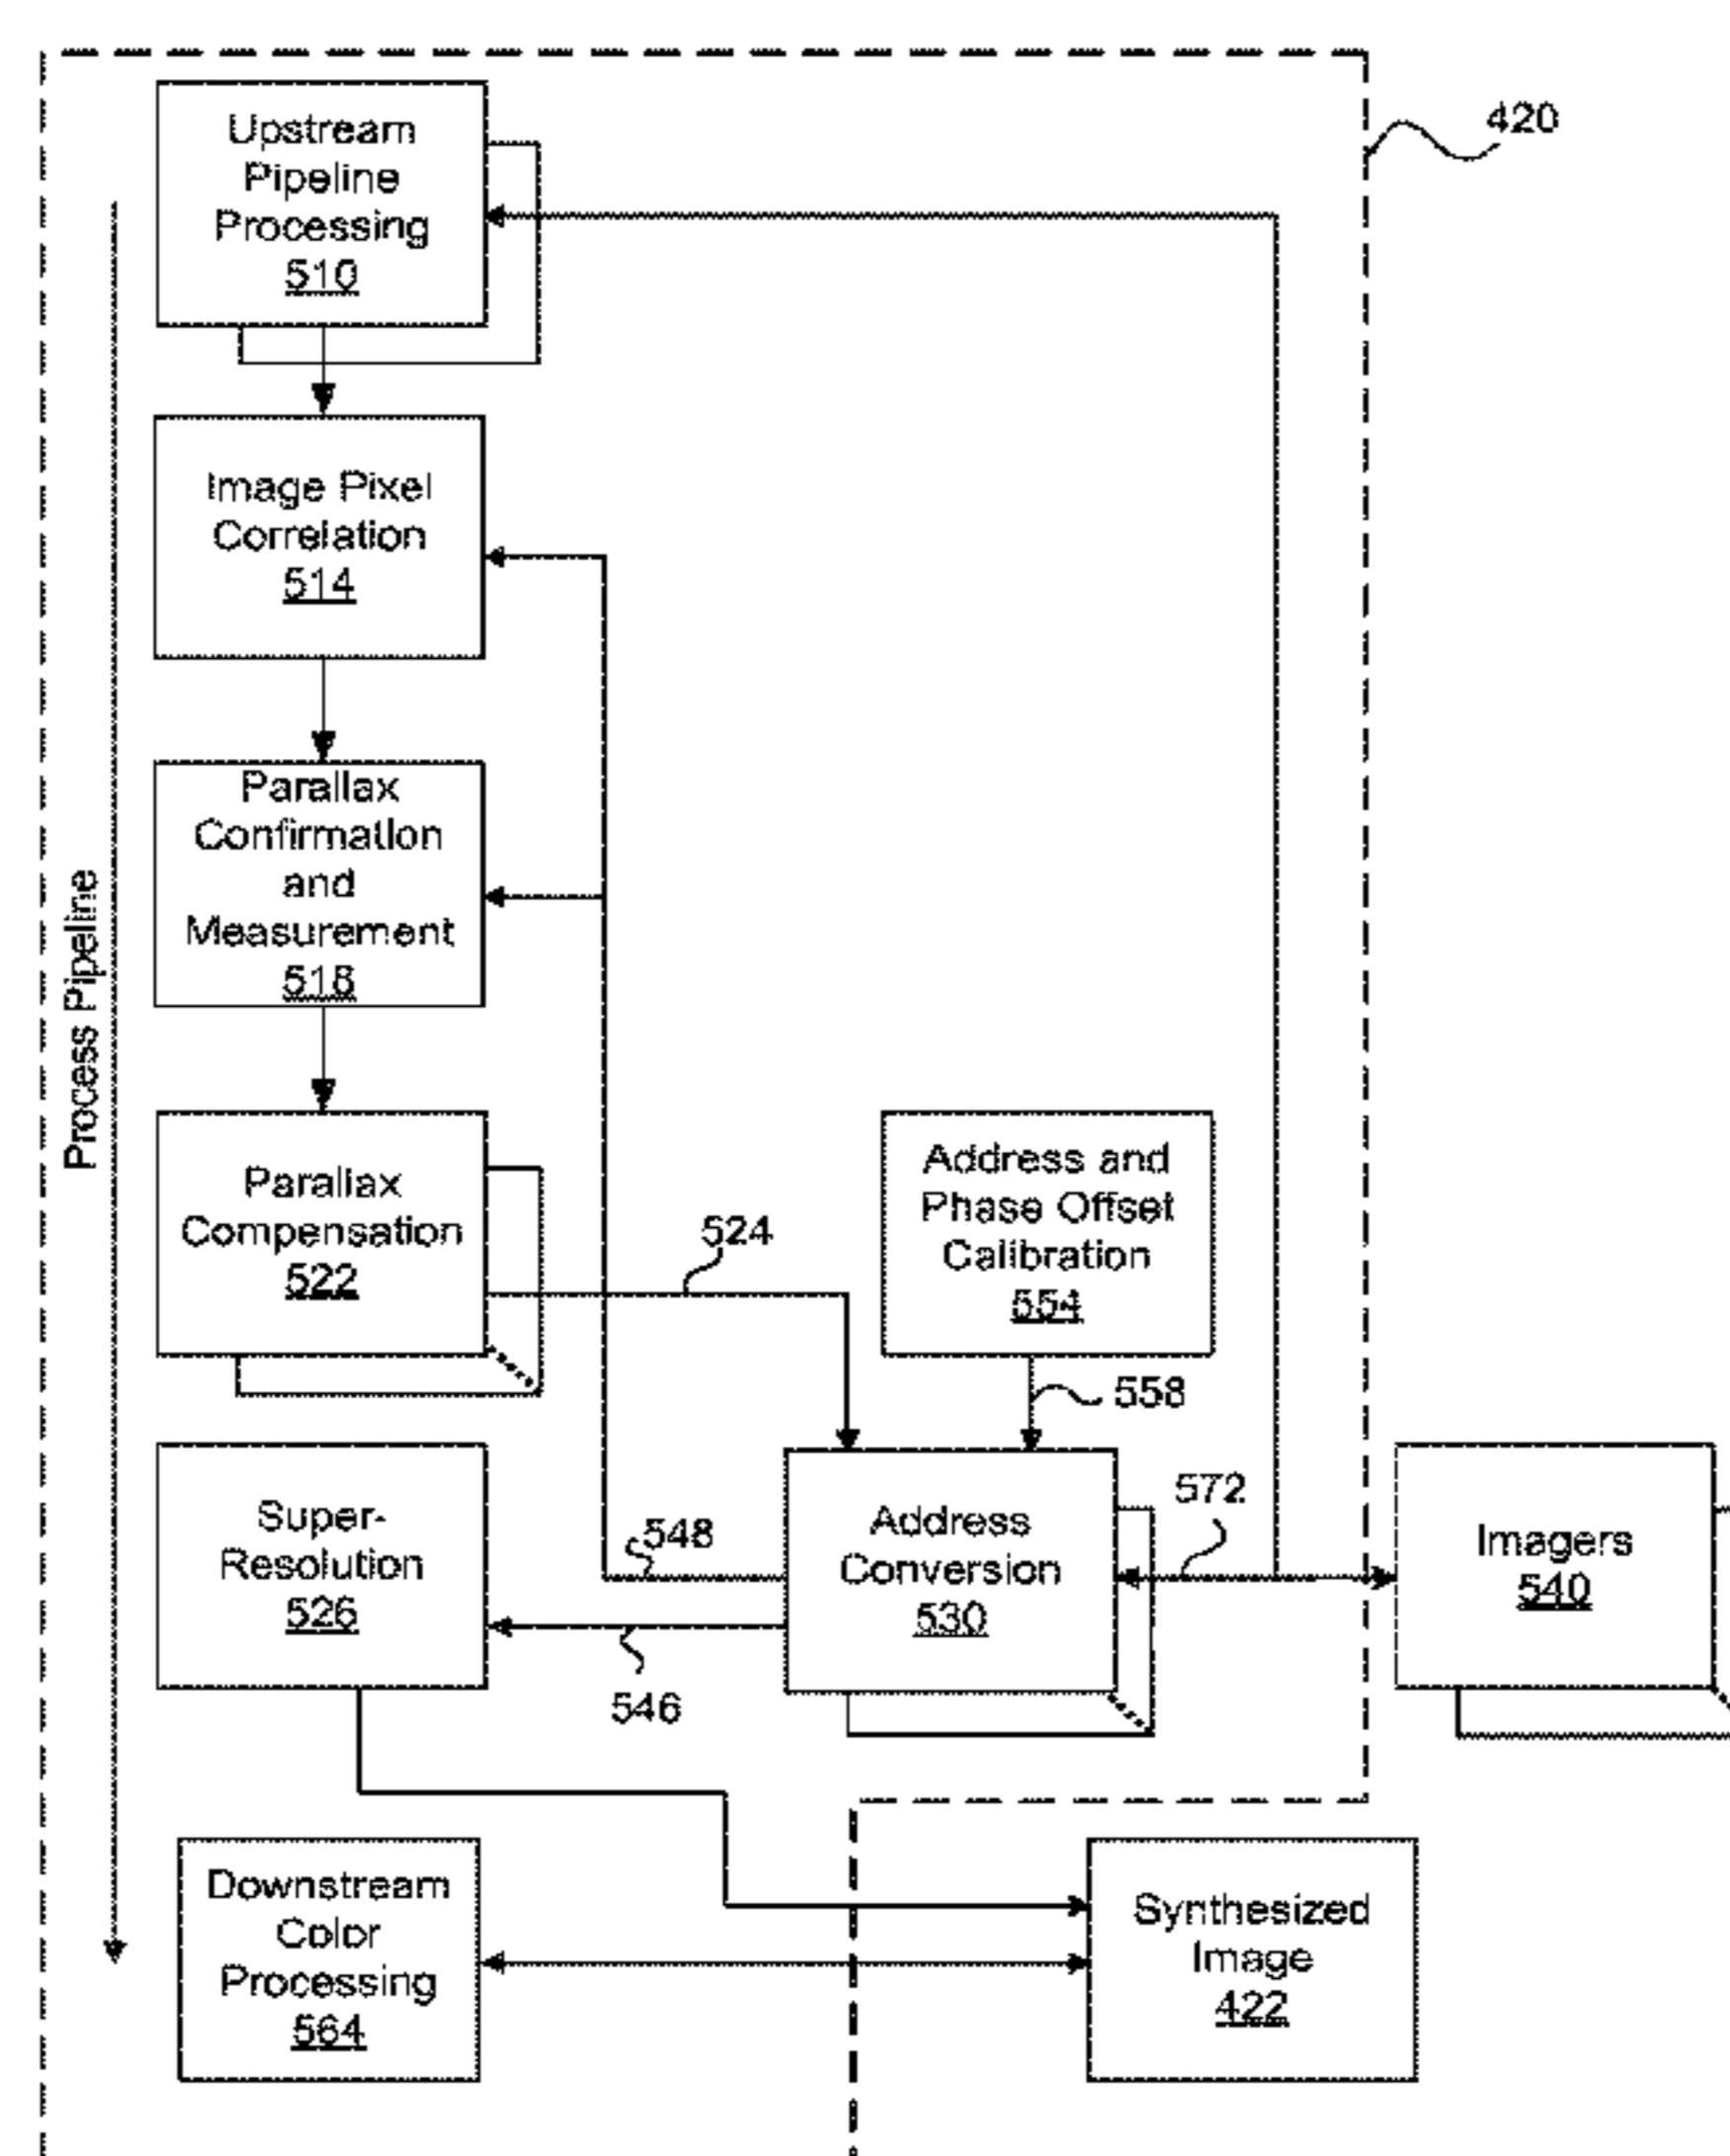 420
Upstream
Pipeline
Processing
510
Image Pixel
Correlation
514
Parallax
Confirmation
and
Measurement
518
Process Pipeline
Parallax
Compensation
522
524
Address and
Phase Offset
Calibration
554
558
Super-
Resolution
526
548
546
Address
Conversion
530
572
Imagers
540
Downstream
Color
Processing
564
Synthesized
Image
422